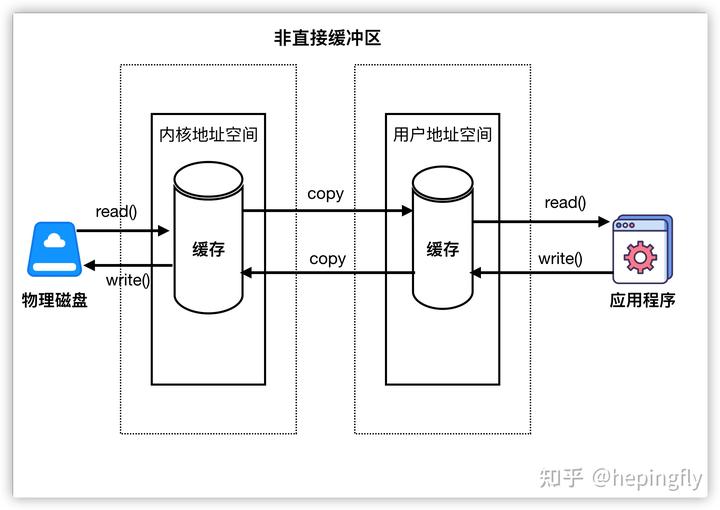 非直接缓冲区
内核地址空间
用户地址空间
read()
copy
read()
缓存
缓存
write()
copy
write()
物理磁盘
应用程序
知乎 @hepingfly